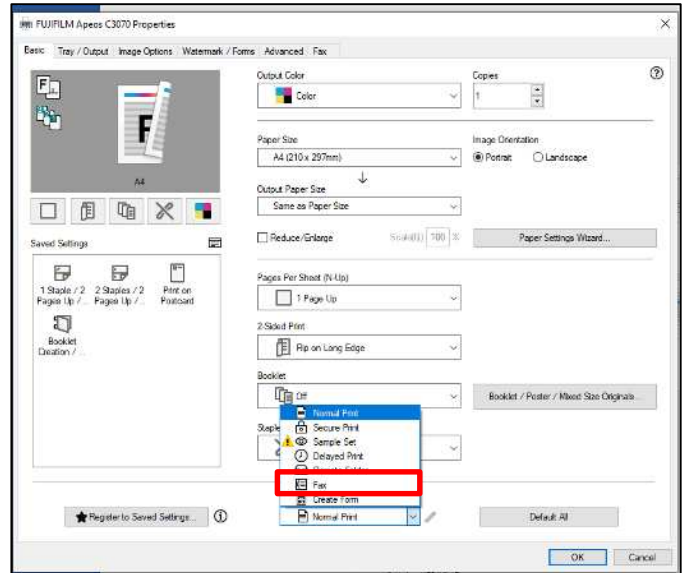 FUJIFILM Apeos C3070 Properties
Basic Tray / Output Image Options Watermark / Forms Advanced Fax
A4
Saved Settings
1 Staple / 2 Pages Up / ...
2 Staples / 2 Pages Up / ...
Print on Postcard
Booklet Creation / ...
Register to Saved Settings...
Output Color
Color
Copies
1
Paper Size
A4 (210 x 297mm)
Image Orientation
Portrait Landscape
Output Paper Size
Same as Paper Size
Reduce/Enlarge
100 %
Paper Settings Wizard...
Pages Per Sheet (N-Up)
1 Page Up
2-Sided Print
Flip on Long Edge
Booklet
Off
Booklet / Poster / Mixed Size Originals...
Staple
Normal Print
Secure Print
Sample Set
Delayed Print
Fax
Create Form
Normal Print
Default All
OK Cancel